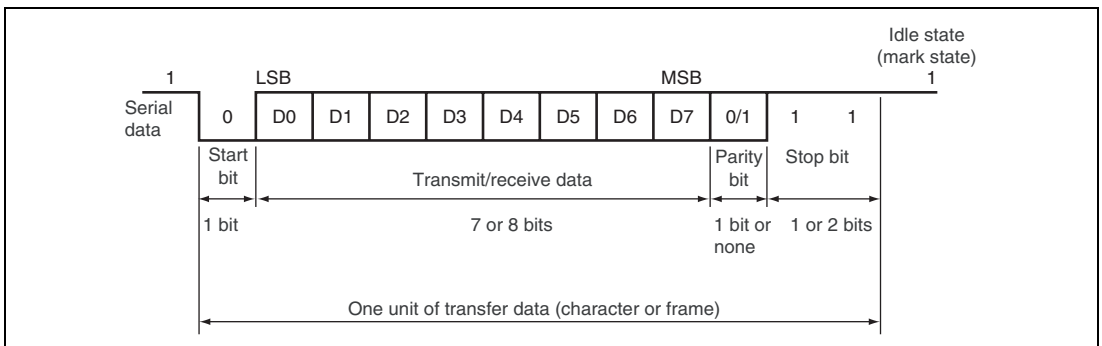 Idle state
(mark state)
1 LSB MSB 1
Serial
data
0 D0 D1 D2 D3 D4 D5 D6 D7 0/1 1 1
Start
bit
Transmit/receive data
Parity
bit
Stop bit
1 bit
7 or 8 bits
1 bit or
none
1 or 2 bits
One unit of transfer data (character or frame)